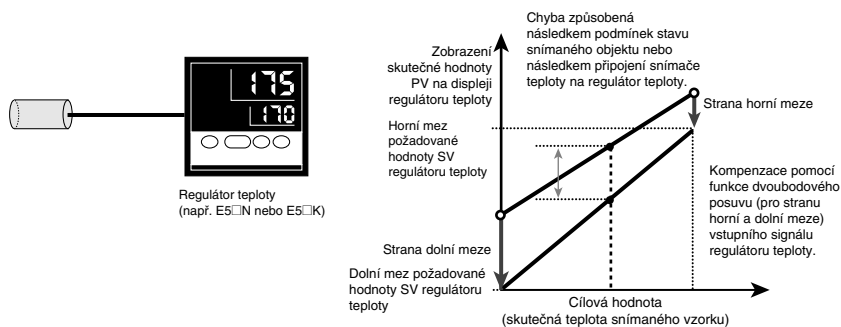 175
170
Regulátor teploty
(např. E5□N nebo E5□K)
Zobrazení
skutečné hodnoty
PV na displeji
regulátoru teploty
Chyba způsobená
následkem podmínek stavu
snímaného objektu nebo
následkem připojení snímače
teploty na regulátor teploty.
Strana horní meze
Horní mez
požadované
hodnoty SV
regulátoru teploty
Kompenzace pomocí
funkce dvoubodového
posuvu (pro stranu
horní a dolní meze)
vstupního signálu
regulátoru teploty.
Strana dolní meze
Dolní mez požadované
hodnoty SV regulátoru
teploty
Cílová hodnota
(skutečná teplota snímaného vzorku)